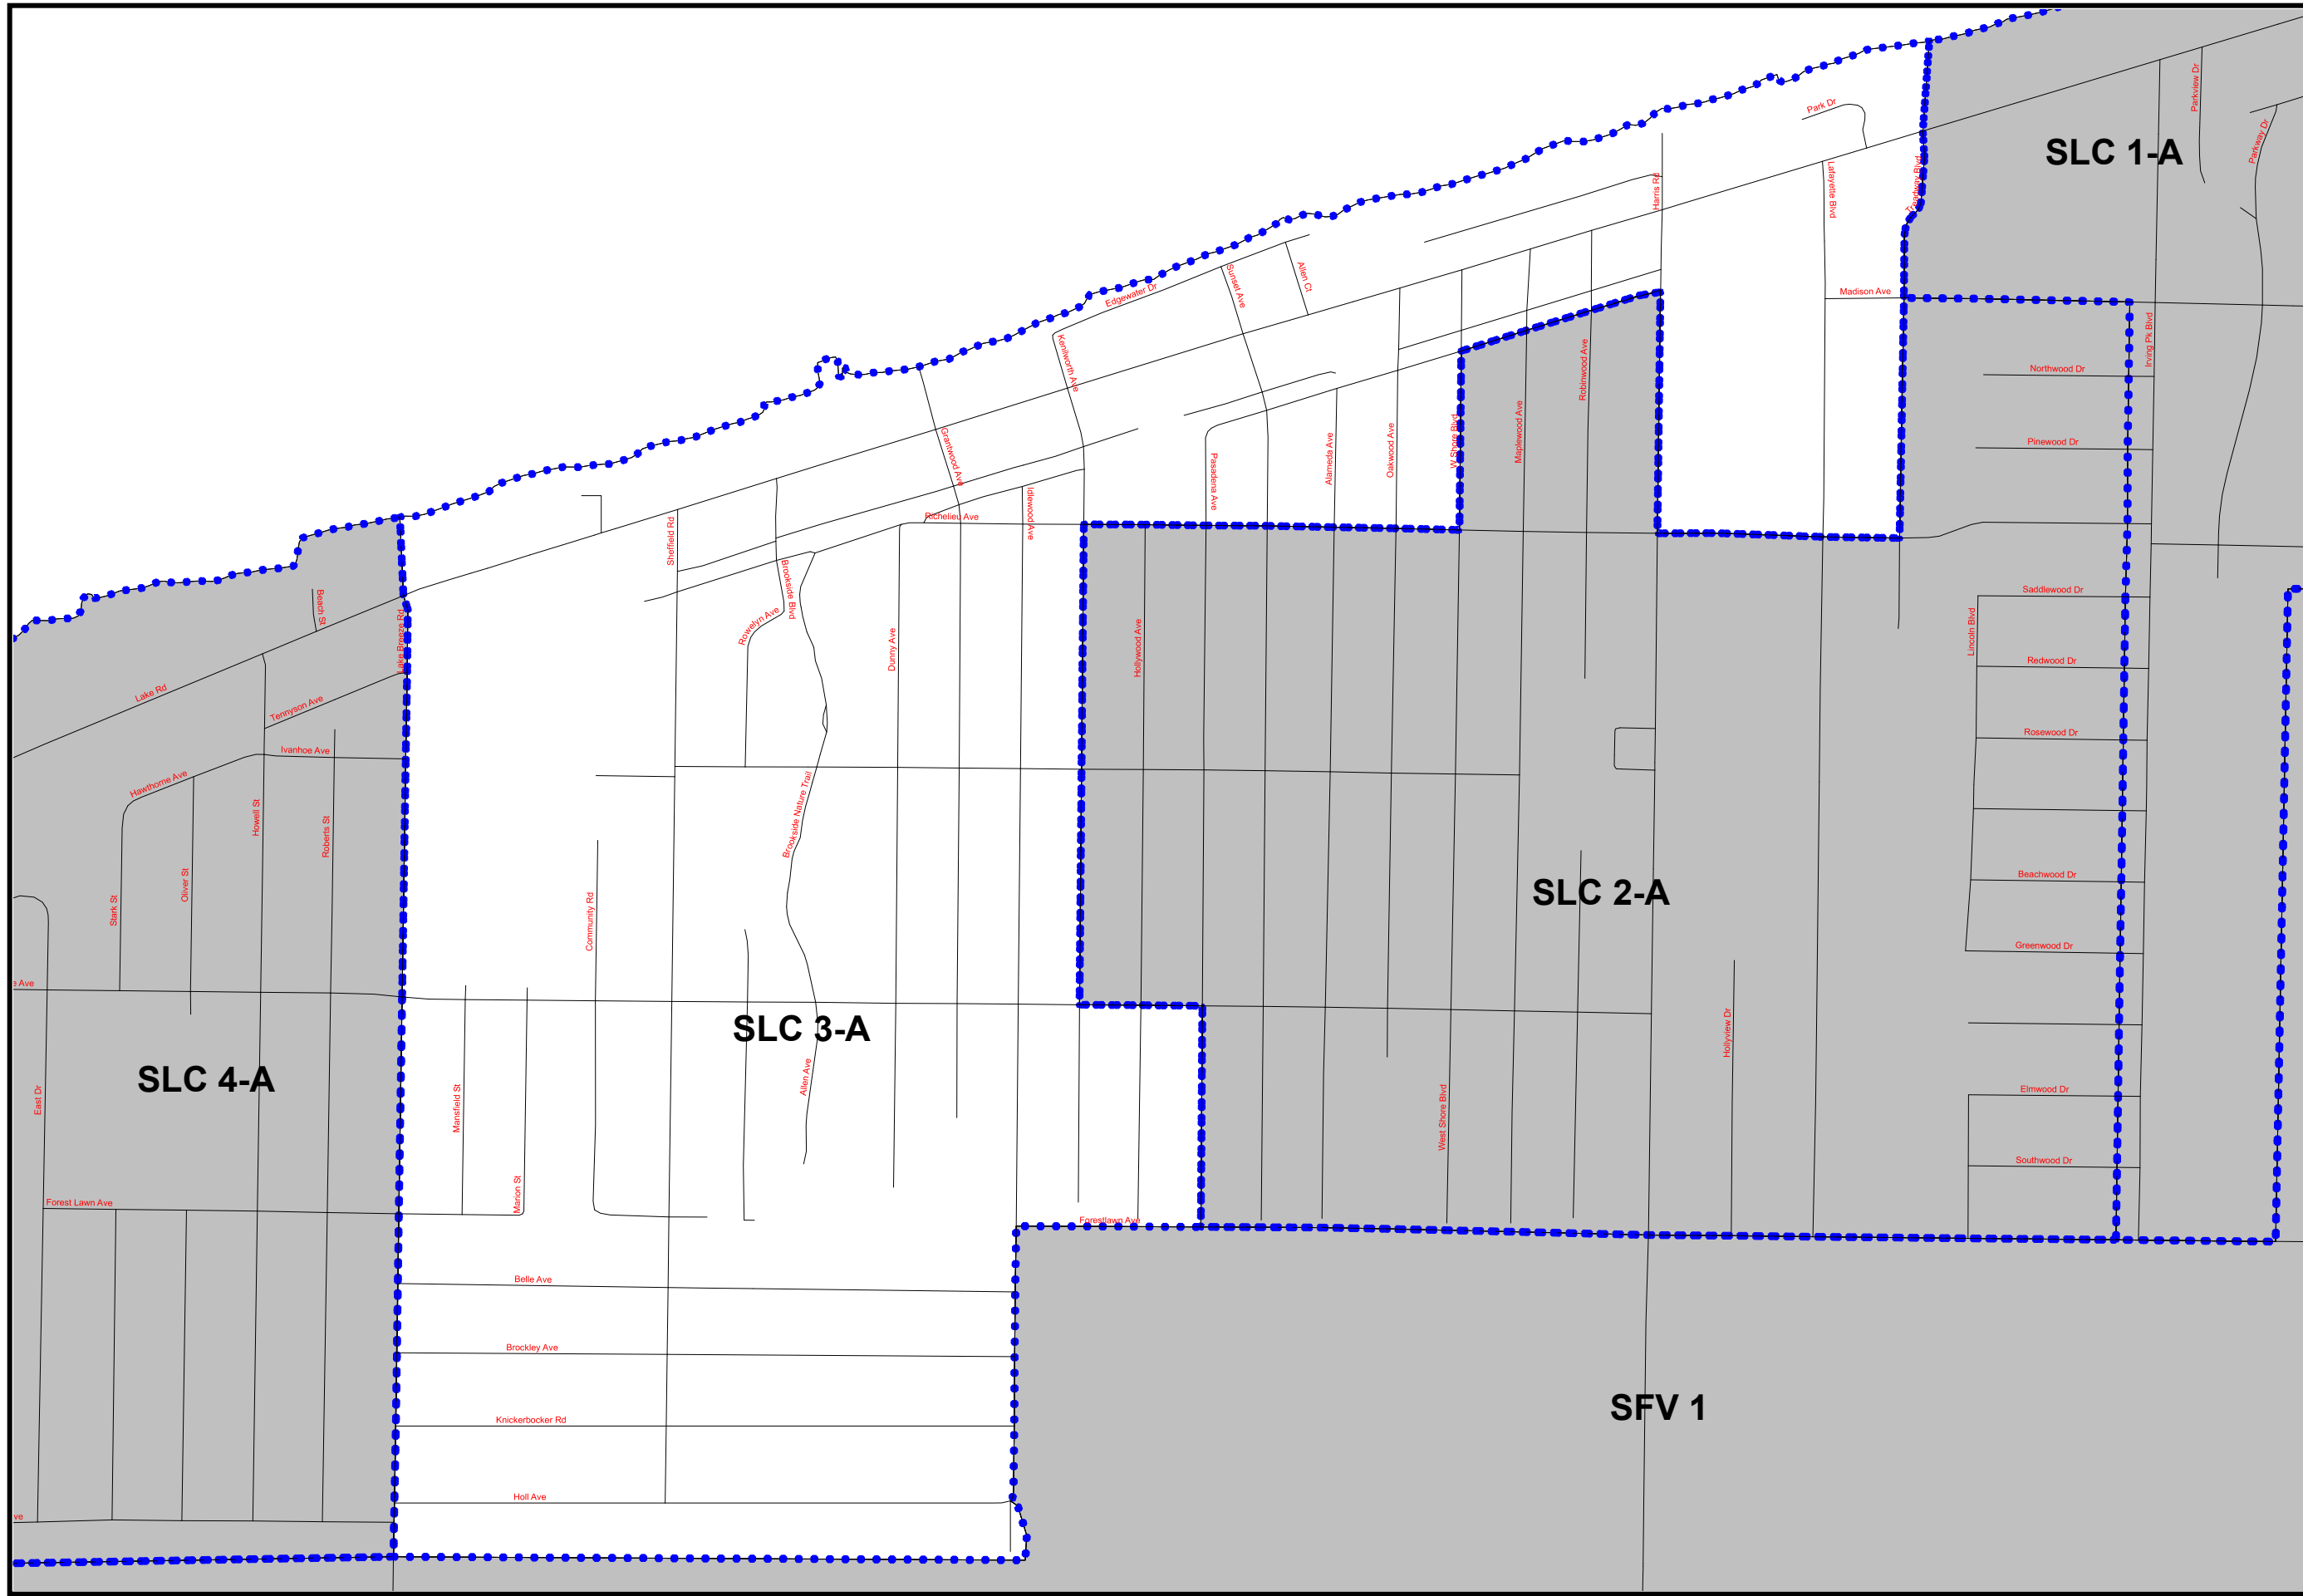 Park Dr
Parkview Dr
Parkway Dr
SLC 1-A
Treadway Blvd
Lafayette Blvd
Harris Rd
Madison Ave
Irving Pk Blvd
Edgewater Dr
Sunset Ave
Allen Ct
Kenilworth Ave
Northwood Dr
Pinewood Dr
Robinwood Ave
Maplewood Ave
W Shore Blvd
Oakwood Ave
Alameda Ave
Pasadena Ave
Grantwood Ave
Idlewood Ave
Richelieu Ave
Sheffield Rd
Brookside Blvd
Rowelyn Ave
Dunny Ave
Hollywood Ave
Beach St
Lake Breeze Rd
Lake Rd
Tennyson Ave
Ivanhoe Ave
Hawthorne Ave
Saddlewood Dr
Lincoln Blvd
Redwood Dr
Rosewood Dr
Howell St
Roberts St
Brookside Nature Trail
Stark St
Oliver St
Community Rd
SLC 2-A
Beachwood Dr
Greenwood Dr
e Ave
SLC 3-A
Hollyview Dr
SLC 4-A
East Dr
Mansfield St
Allen Ave
West Shore Blvd
Elmwood Dr
Southwood Dr
Marion St
Forest Lawn Ave
Forestlawn Ave
Belle Ave
Brockley Ave
Knickerbocker Rd
SFV 1
Holl Ave
ve